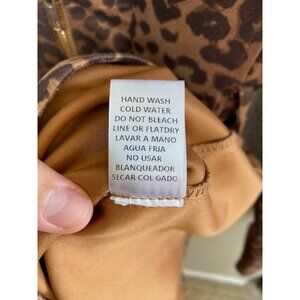 HAND WASH
COLD WATER
DO NOT BLEACH
LINE OR FLATDRY
LAVAR A MANO
AGUA FRIA
NO USAR
BLANQUEADOR
SECAR COL GADO